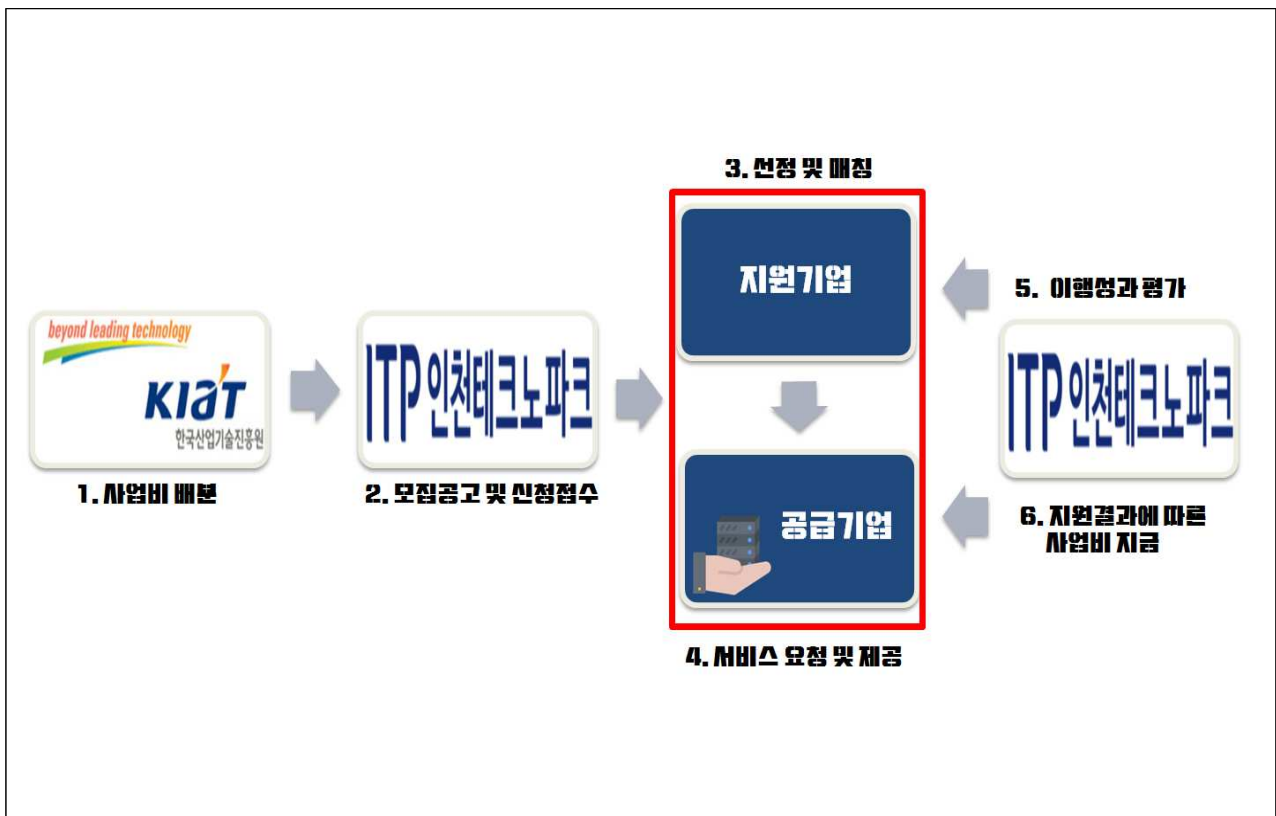 3. 선정 및 매칭
지원기업
5. 이행성과 평가
beyond leading technology
KIAT
한국산업기술진흥원
ITP 인천테크노파크
ITP 인천테크노파크
1. 사업비 배분
2. 모집공고 및 신청접수
공급기업
6. 지원결과에 따른
사업비 지급
4. 서비스 요청 및 제공